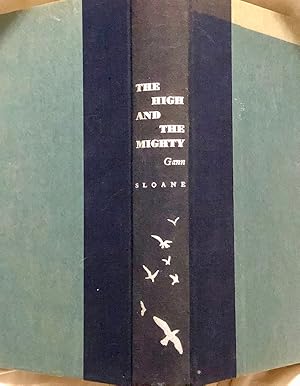 THE
HIGH
AND
THE
MIGHTY
Gann
SLOANE